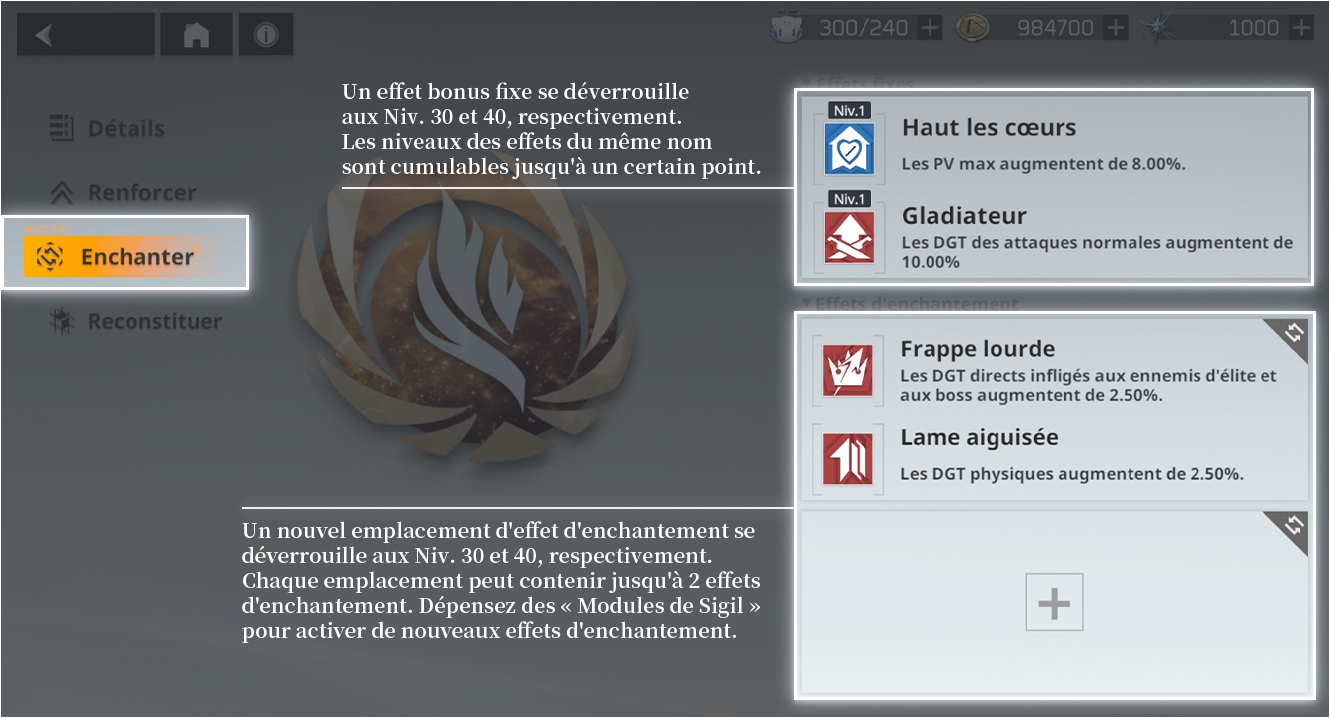 300/240
984700
1000
Détails
Renforcer
Enchanter
Reconstituer
Un effet bonus fixe se déverrouille
aux Niv. 30 et 40, respectivement.
Les niveaux des effets du même nom
sont cumulables jusqu'à un certain point.
Effets fixes
Niv.1
Haut les cœurs
Les PV max augmentent de 8.00%.
Niv.1
Gladiateur
Les DGT des attaques normales augmentent de
10.00%
Effets d'enchantement
Frappe lourde
Les DGT directs infligés aux ennemis d'élite et
aux boss augmentent de 2.50%.
Lame aiguisée
Les DGT physiques augmentent de 2.50%.
Un nouvel emplacement d'effet d'enchantement se
déverrouille aux Niv. 30 et 40, respectivement.
Chaque emplacement peut contenir jusqu'à 2 effets
d'enchantement. Dépensez des « Modules de Sigil »
pour activer de nouveaux effets d'enchantement.